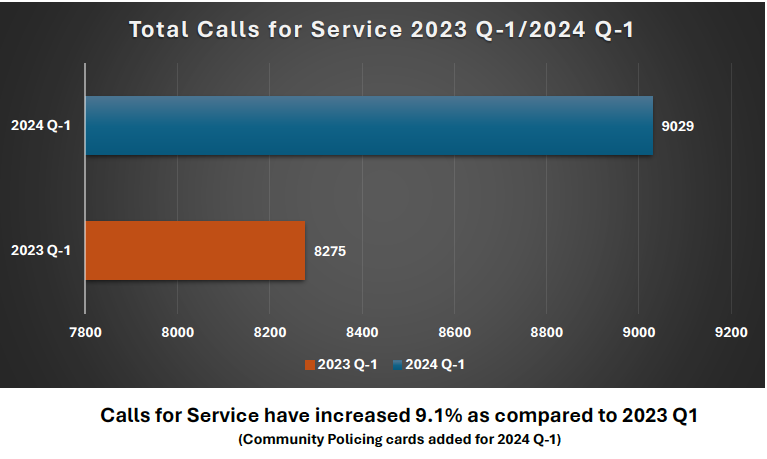 Total Calls for Service 2023 Q-1/2024 Q-1
2024 Q-1
9029
2023 Q-1
8275
7800 8000 8200 8400 8600 8800 9000 9200
2023 Q-1 2024 Q-1
Calls for Service have increased 9.1% as compared to 2023 Q1
(Community Policing cards added for 2024 Q-1)